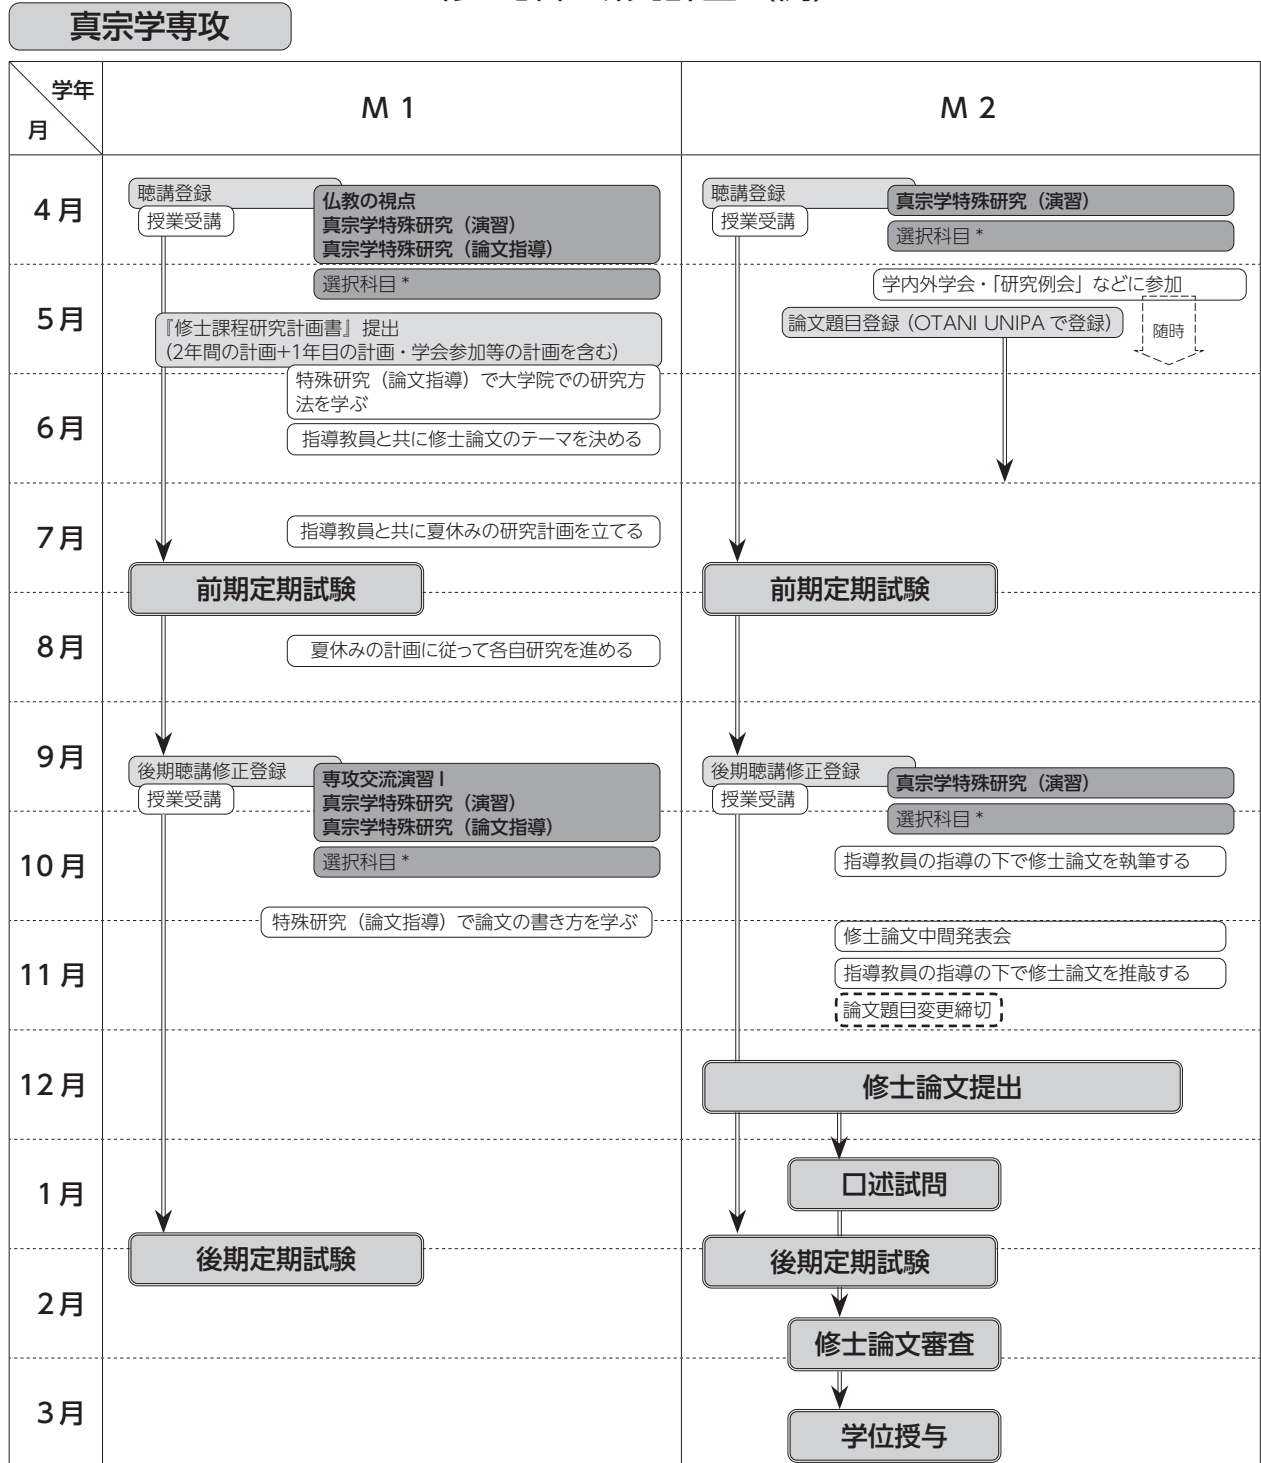 真宗学専攻
学年
月
M 1
M 2
4月
聴講登録
授業受講
仏教の視点
真宗学特殊研究（演習）
真宗学特殊研究（論文指導）
選択科目*
聴講登録
授業受講
真宗学特殊研究（演習）
選択科目*
5月
『修士課程研究計画書』提出
(2年間の計画+1年目の計画・学会参加等の計画を含む)
学内外学会・「研究例会」などに参加
論文題目登録（OTANI UNIPA で登録）
随時
6月
特殊研究（論文指導）で大学院での研究方
法を学ぶ
指導教員と共に修士論文のテーマを決める
7月
指導教員と共に夏休みの研究計画を立てる
前期定期試験
前期定期試験
8月
夏休みの計画に従って各自研究を進める
9月
後期聴講修正登録
授業受講
専攻交流演習Ⅰ
真宗学特殊研究（演習）
真宗学特殊研究（論文指導）
選択科目*
後期聴講修正登録
授業受講
真宗学特殊研究（演習）
選択科目*
10月
指導教員の指導の下で修士論文を執筆する
特殊研究（論文指導）で論文の書き方を学ぶ
11月
修士論文中間発表会
指導教員の指導の下で修士論文を推敲する
論文題目変更締切
12月
修士論文提出
1月
口述試問
後期定期試験
後期定期試験
2月
修士論文審査
3月
学位授与